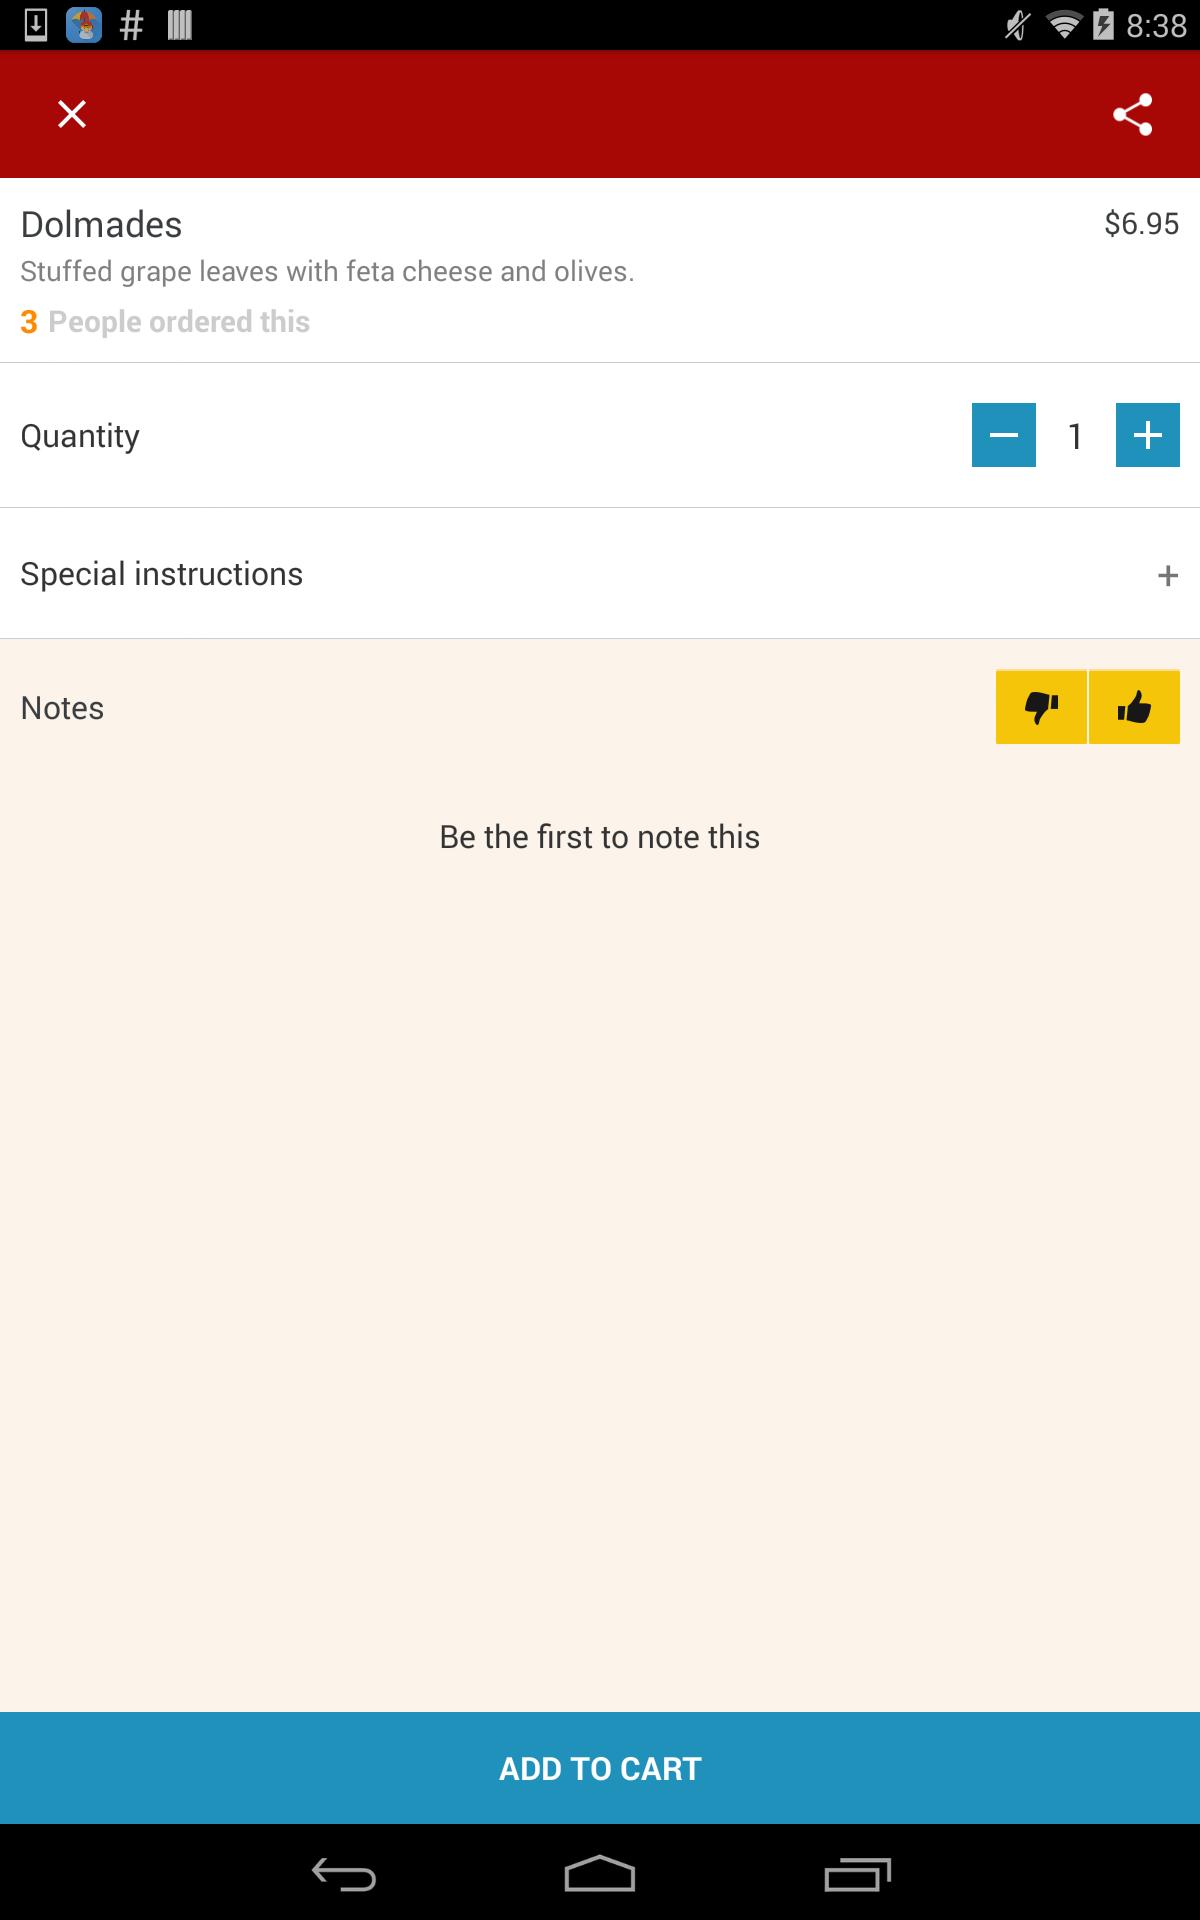 8:38
Dolmades
$6.95
Stuffed grape leaves with feta cheese and olives.
3 People ordered this
Quantity
1
Special instructions
+
Notes
Be the first to note this
ADD TO CART